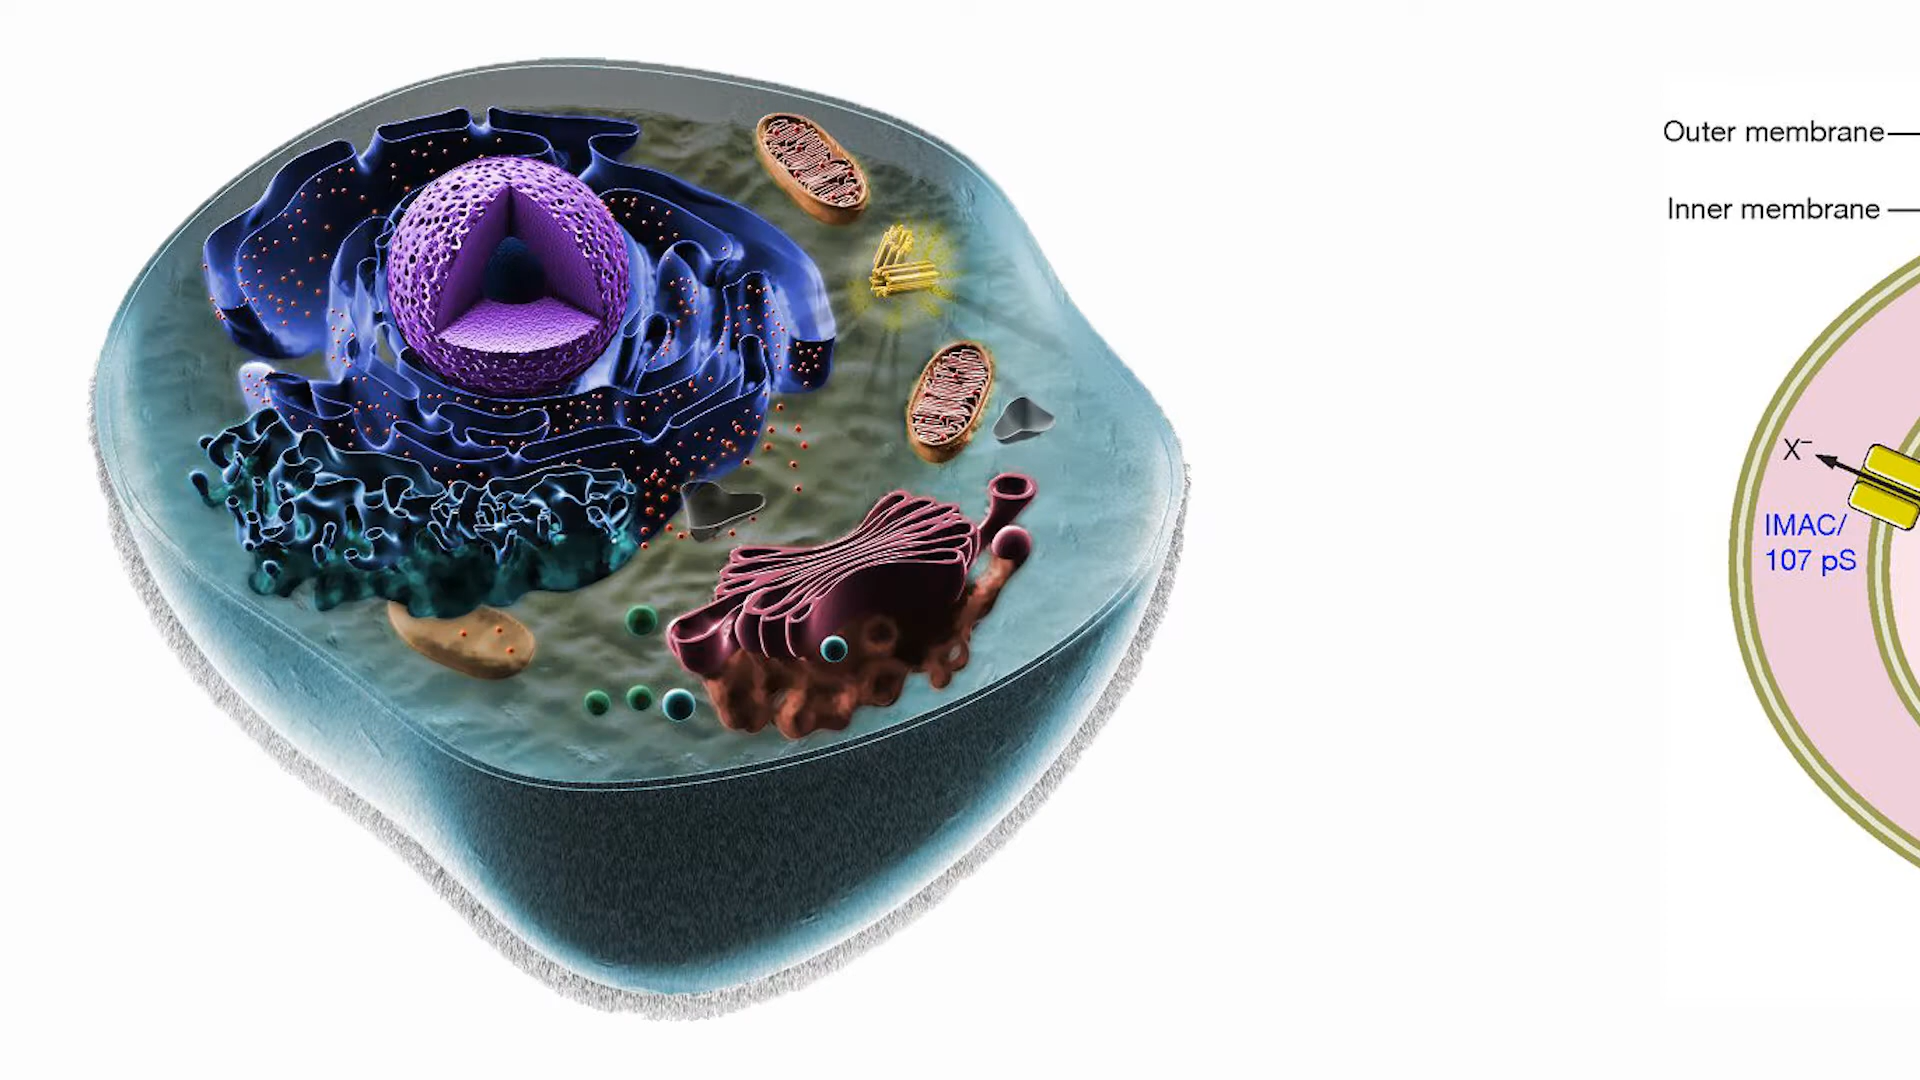 Outer membrane
Inner membrane
X⁻
IMAC/
107 pS